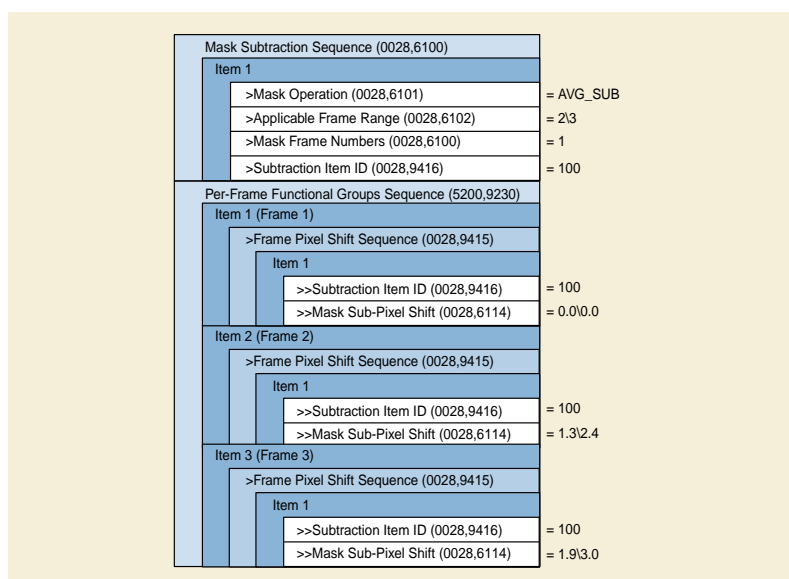 Mask Subtraction Sequence (0028,6100)
Item 1
>Mask Operation (0028,6101) = AVG_SUB
>Applicable Frame Range (0028,6102) = 2\3
>Mask Frame Numbers (0028,6100) = 1
>Subtraction Item ID (0028,9416) = 100
Per-Frame Functional Groups Sequence (5200,9230)
Item 1 (Frame 1)
>Frame Pixel Shift Sequence (0028,9415)
Item 1
>>Subtraction Item ID (0028,9416) = 100
>>Mask Sub-Pixel Shift (0028,6114) = 0.0\0.0
Item 2 (Frame 2)
>Frame Pixel Shift Sequence (0028,9415)
Item 1
>>Subtraction Item ID (0028,9416) = 100
>>Mask Sub-Pixel Shift (0028,6114) = 1.3\2.4
Item 3 (Frame 3)
>Frame Pixel Shift Sequence (0028,9415)
Item 1
>>Subtraction Item ID (0028,9416) = 100
>>Mask Sub-Pixel Shift (0028,6114) = 1.9\3.0